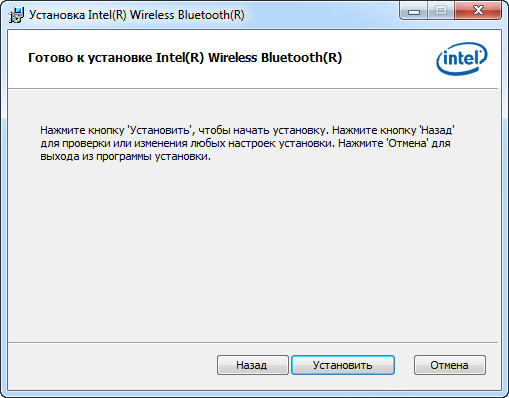 Установка Intel(R) Wireless Bluetooth(R)
Готово к установке Intel(R) Wireless Bluetooth(R)
intel
Нажмите кнопку 'Установить', чтобы начать установку. Нажмите кнопку 'Назад'
для проверки или изменения любых настроек установки. Нажмите 'Отмена' для
выхода из программы установки.
Назад
Установить
Отмена